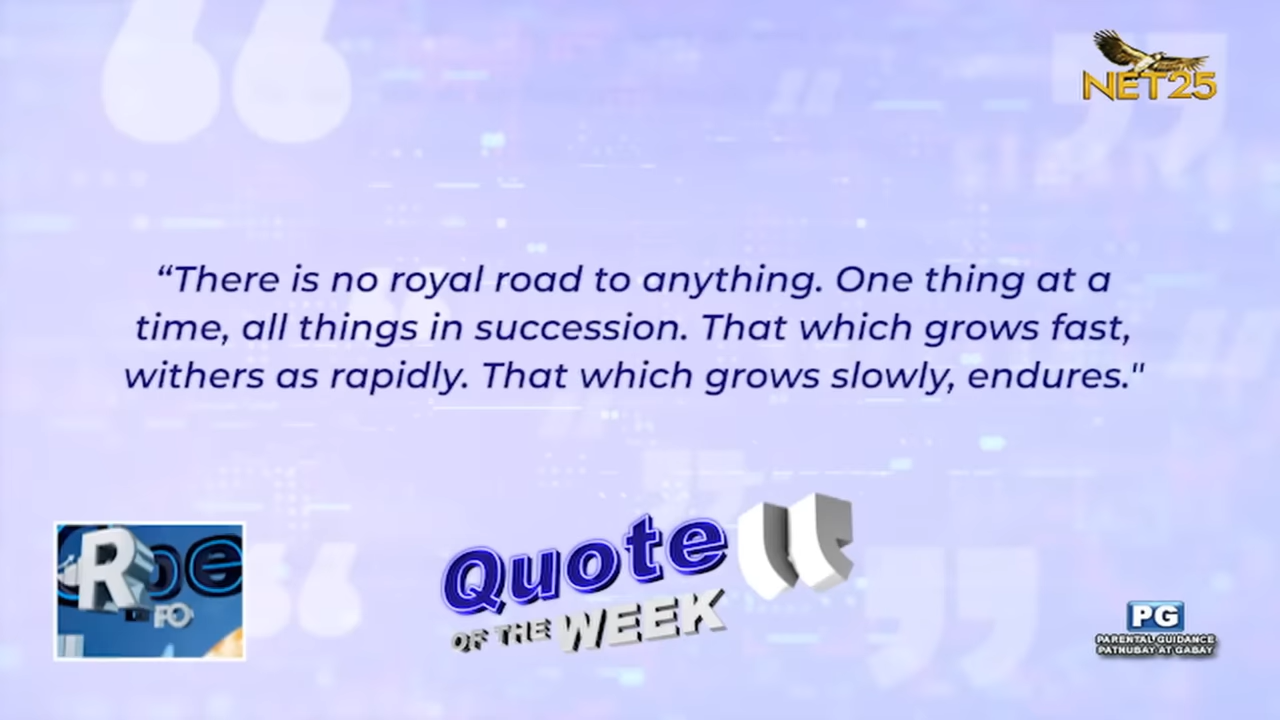 NET25
“There is no royal road to anything. One thing at a
time, all things in succession. That which grows fast,
withers as rapidly. That which grows slowly, endures."
Quote
OF THE WEEK
PG
PARENTAL GUIDANCE
PATNUBAY AT GABAY